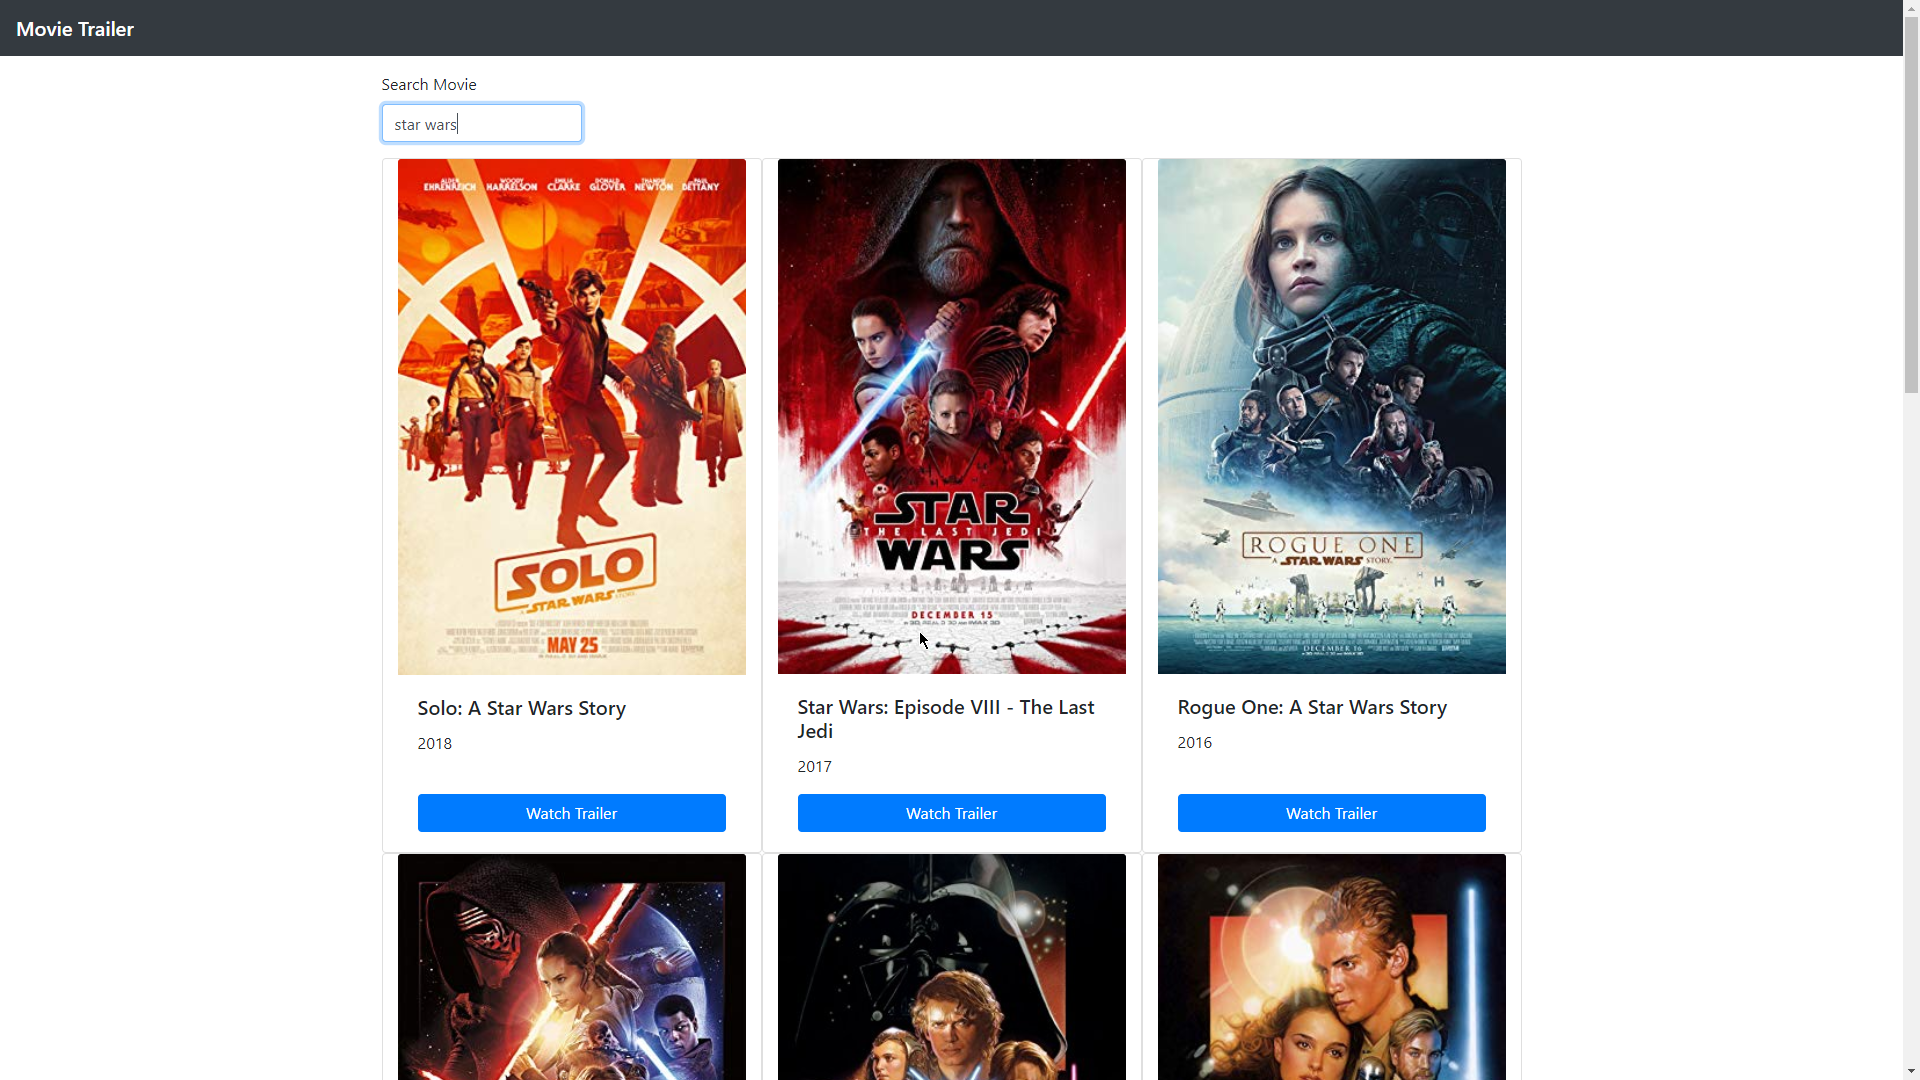 Movie Trailer
Search Movie
star wars
ALDEN EHRENREICH WOODY HARRELSON EMILIA CLARKE DONALD GLOVER THANDIE NEWTON PAUL BETTANY
SOLO
A STAR WARS STORY
MAY 25
STAR
THE LAST JEDI
WARS
DECEMBER 15
ROGUE ONE
A STAR WARS STORY
DECEMBER 16
Solo: A Star Wars Story
2018
Watch Trailer
Star Wars: Episode VIII - The Last
Jedi
2017
Watch Trailer
Rogue One: A Star Wars Story
2016
Watch Trailer